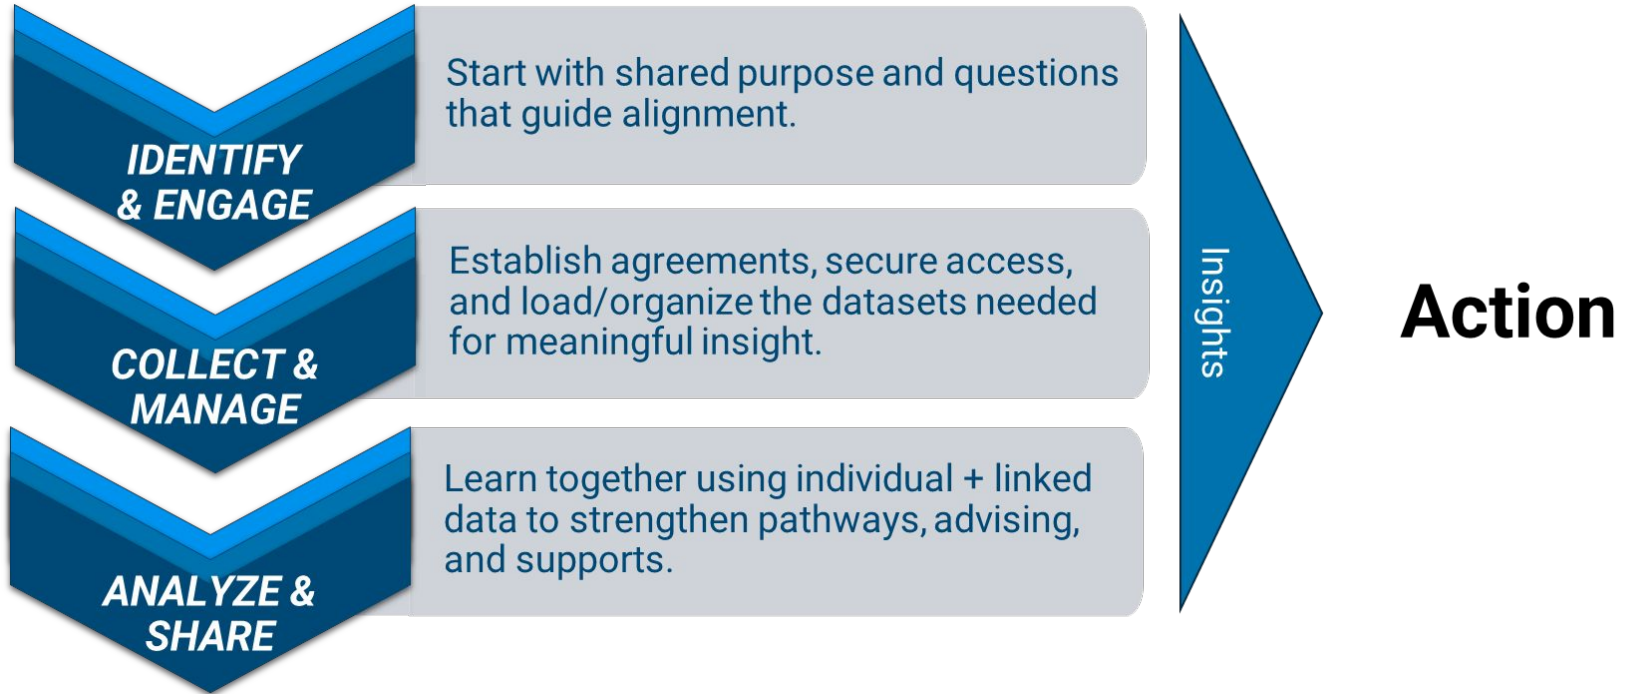 IDENTIFY
& ENGAGE
Start with shared purpose and questions
that guide alignment.
COLLECT &
MANAGE
Establish agreements, secure access,
and load/organize the datasets needed
for meaningful insight.
ANALYZE &
SHARE
Learn together using individual + linked
data to strengthen pathways, advising,
and supports.
Insights
Action